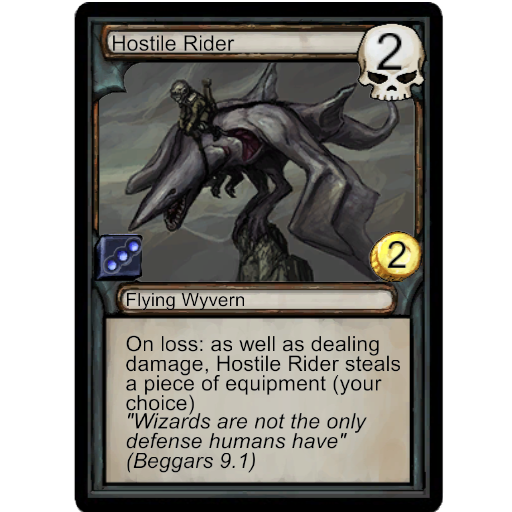 Hostile Rider
2
2
Flying Wyvern
On loss: as well as dealing
damage, Hostile Rider steals
a piece of equipment (your
choice)
"Wizards are not the only
defense humans have"
(Beggars 9.1)